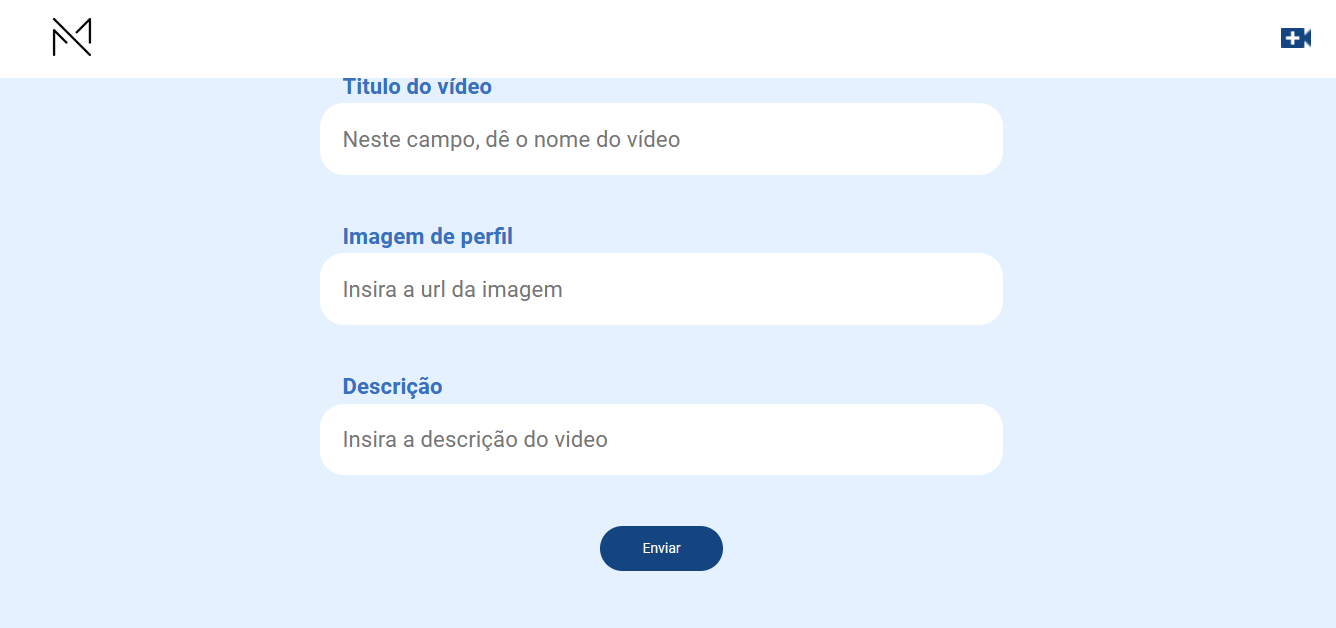 Titulo do vídeo
Neste campo, dê o nome do vídeo
Imagem de perfil
Insira a url da imagem
Descrição
Insira a descrição do video
Enviar